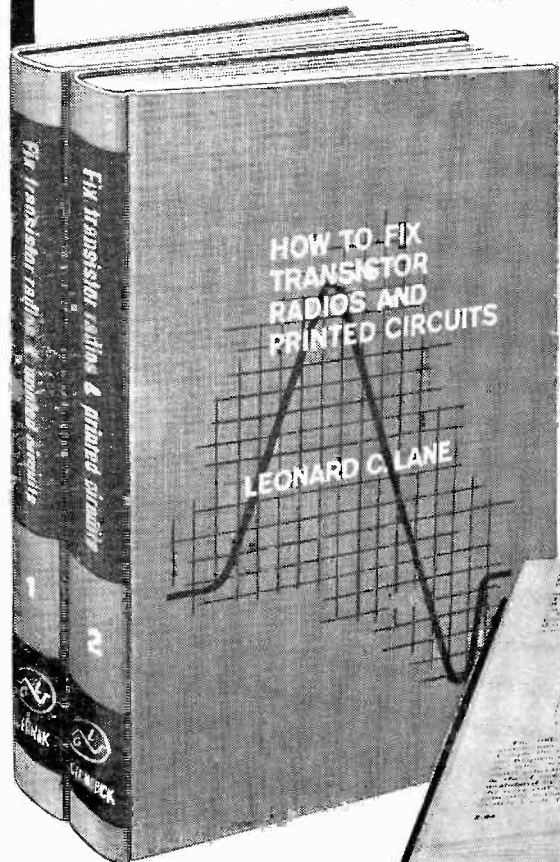 HOW TO FIX
TRANSISTOR
RADIOS AND
PRINTED CIRCUITS
LEONARD C. LANE
Fix transistor radios & printed circuits
1
Fix transistor radios & printed circuits
2